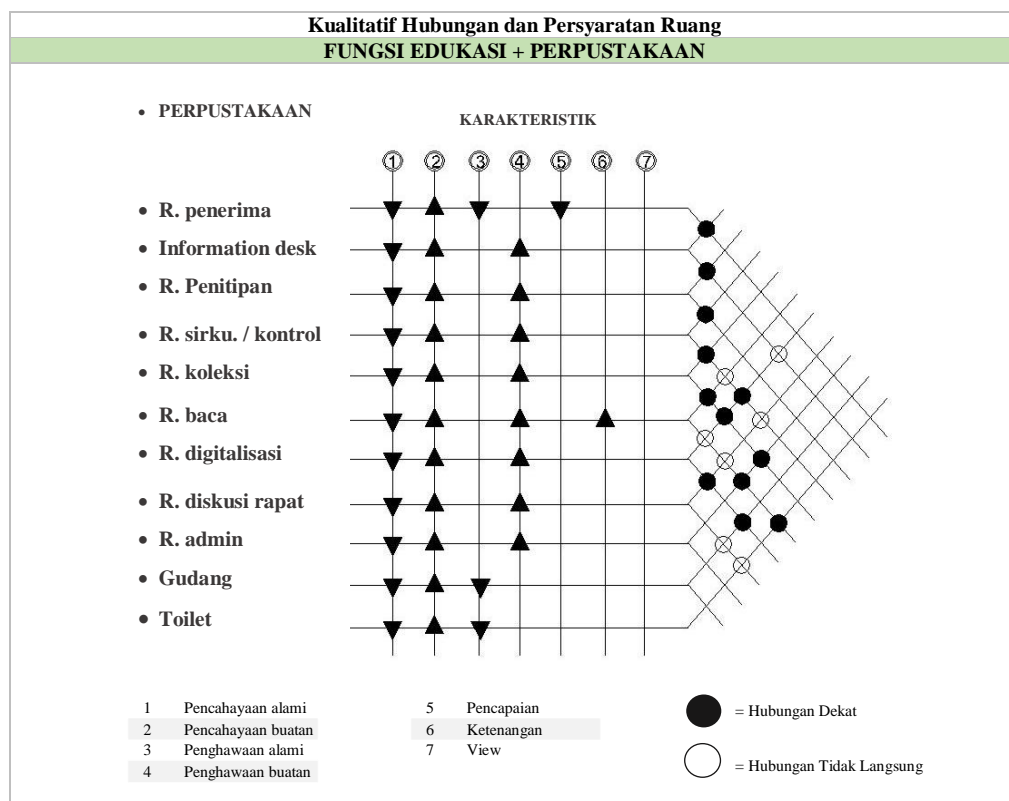 Kualitatif Hubungan dan Persyaratan Ruang
FUNGSI EDUKASI + PERPUSTAKAAN
• PERPUSTAKAAN
KARAKTERISTIK
1 2 3 4 5 6 7
• R. penerima
• Information desk
• R. Penitipan
• R. sirku. / kontrol
• R. koleksi
• R. baca
• R. digitalisasi
• R. diskusi rapat
• R. admin
• Gudang
• Toilet
1 Pencahayaan alami
2 Pencahayaan buatan
3 Penghawaan alami
4 Penghawaan buatan
5 Pencapaian
6 Ketenangan
7 View
= Hubungan Dekat
= Hubungan Tidak Langsung